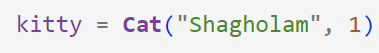 kitty = Cat("Shagholam", 1)